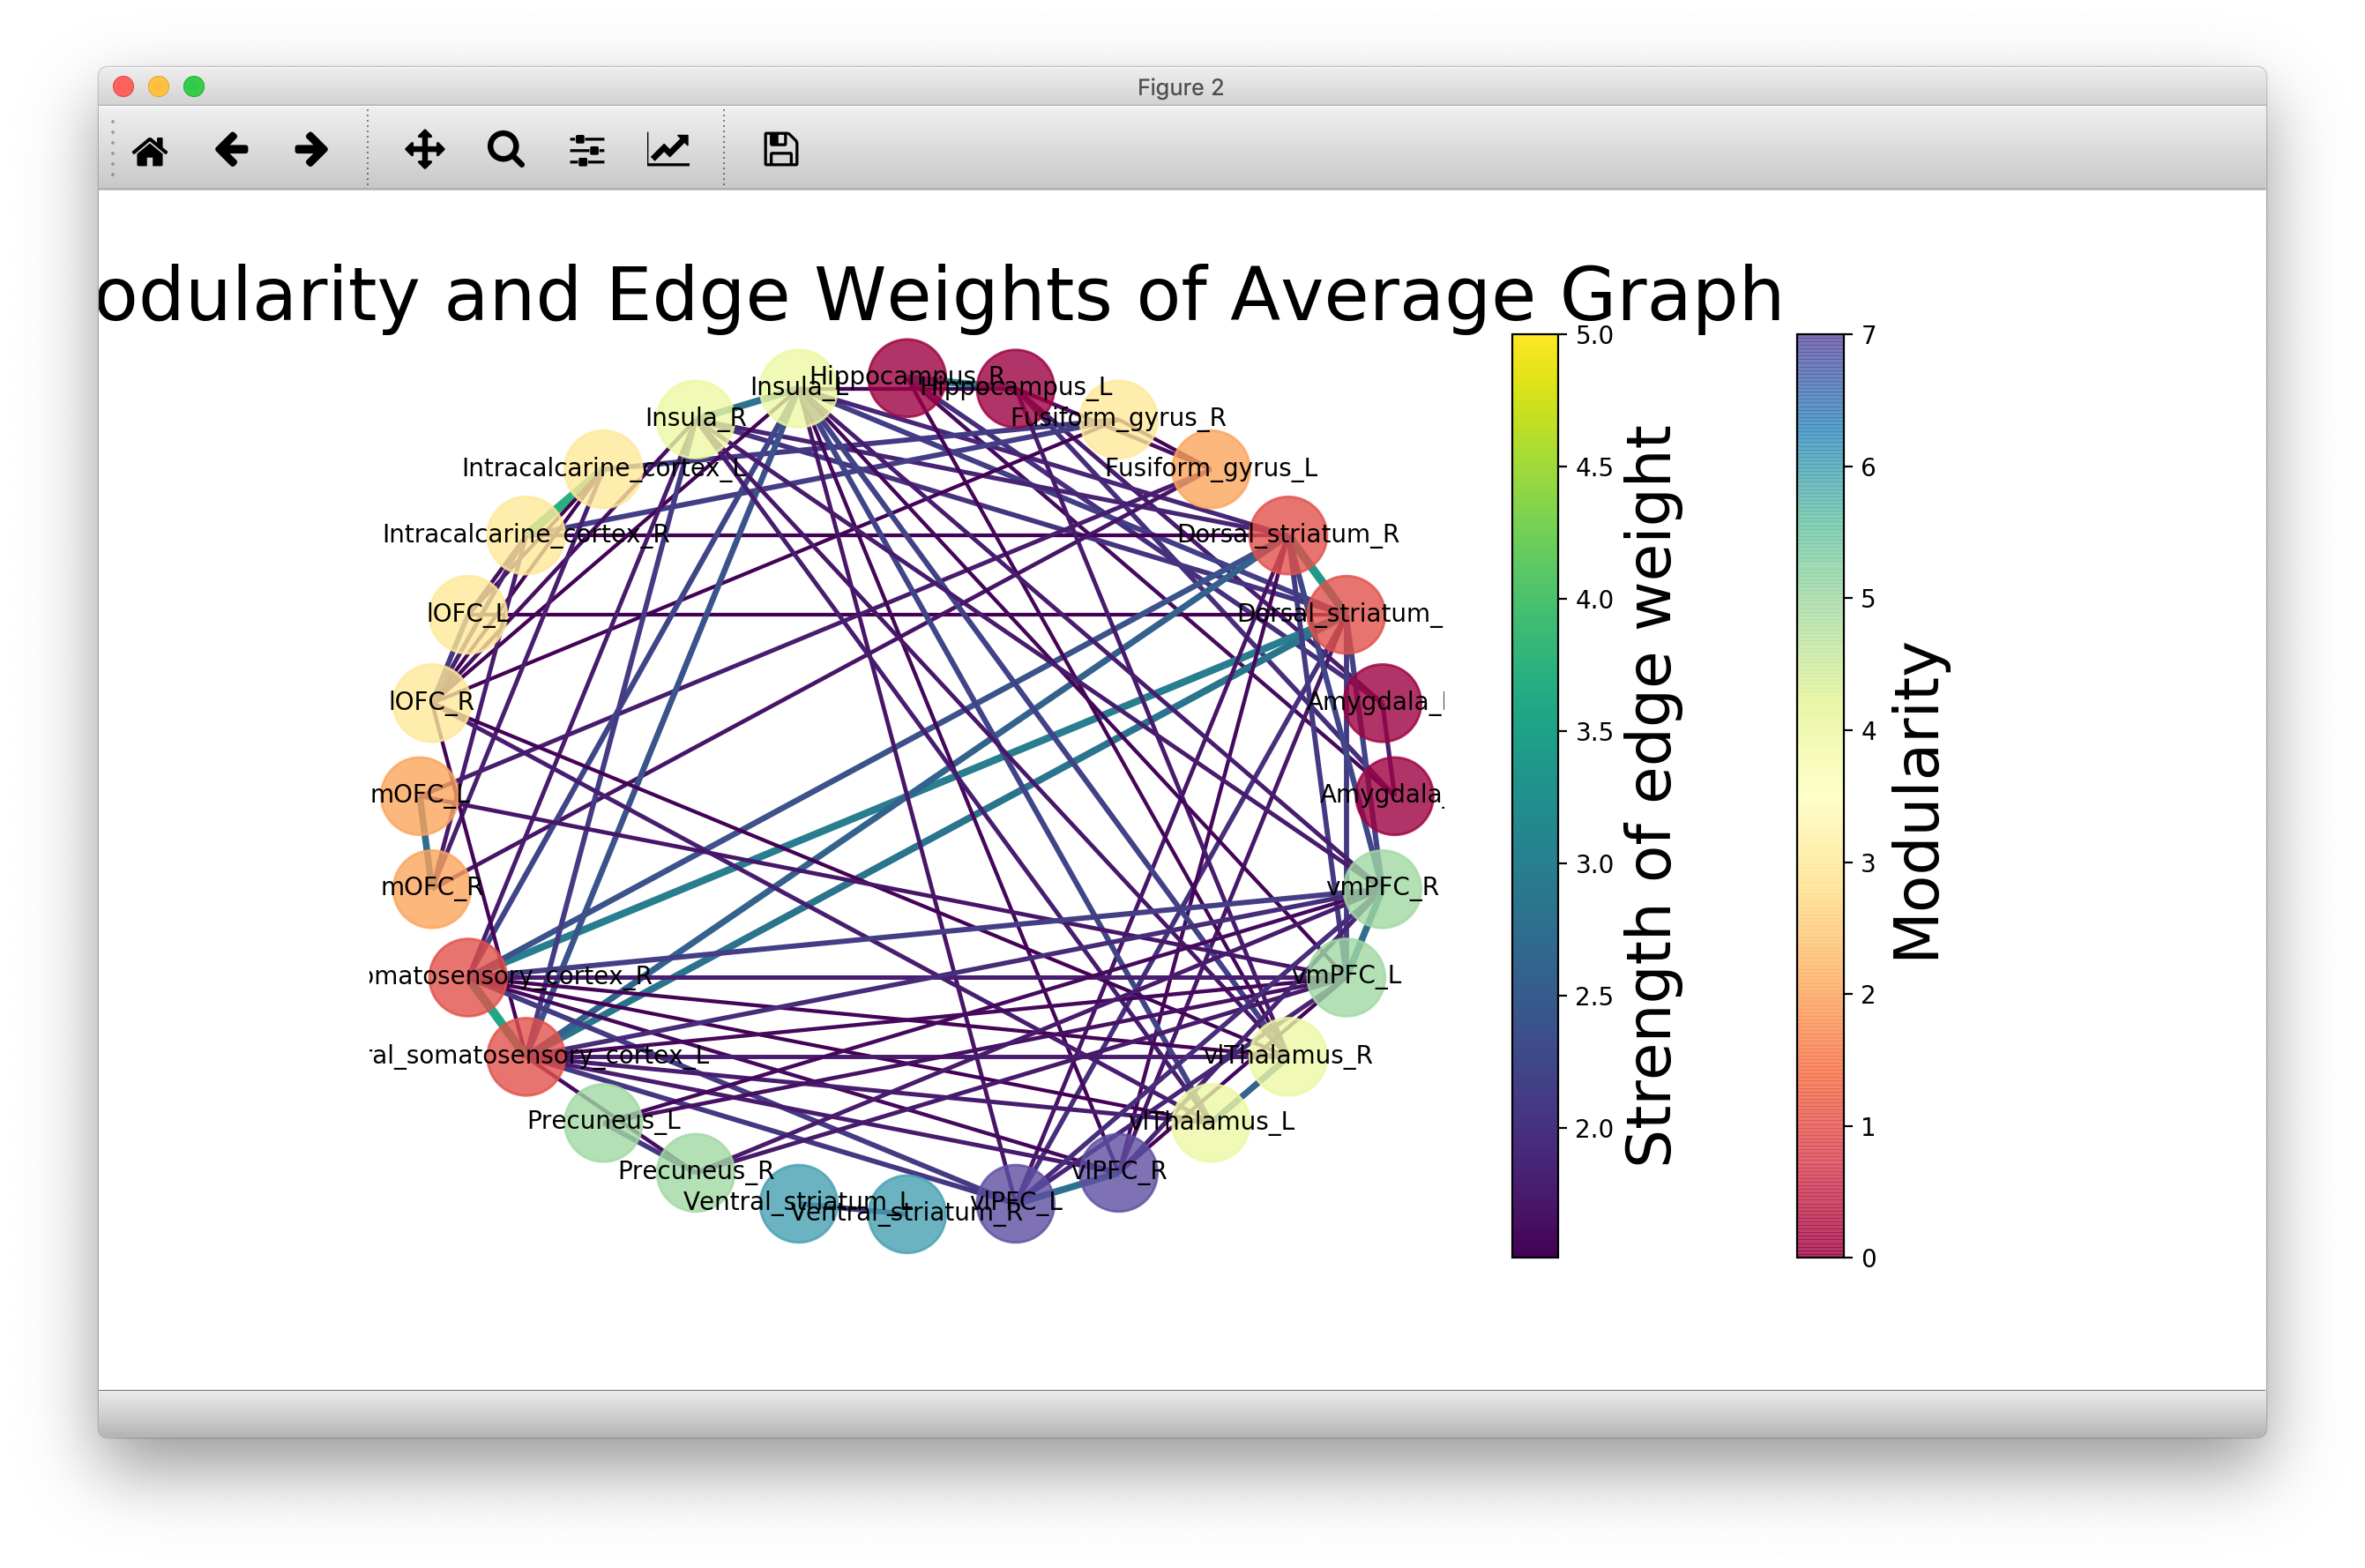 Figure 2
odularity and Edge Weights of Average Graph
Hippocampus_R
Hippocampus_L
Insula_L
Insula_R
Fusiform_gyrus_R
Intracalcarine_cortex_L
Fusiform_gyrus_L
Intracalcarine_cortex_R
Dorsal_striatum_R
lOFC_L
Dorsal_striatum_
lOFC_R
Amygdala_
mOFC_L
Amygdala_
mOFC_R
vmPFC_R
omatosensory_cortex_R
vmPFC_L
ral_somatosensory_cortex_L
vlThalamus_R
Precuneus_L
vlThalamus_L
Precuneus_R
vlPFC_R
Ventral_striatum_L
Ventral_striatum_R
vlPFC_L
5.0
4.5
4.0
3.5
3.0
2.5
2.0
Strength of edge weight
7
6
5
4
3
2
1
0
Modularity